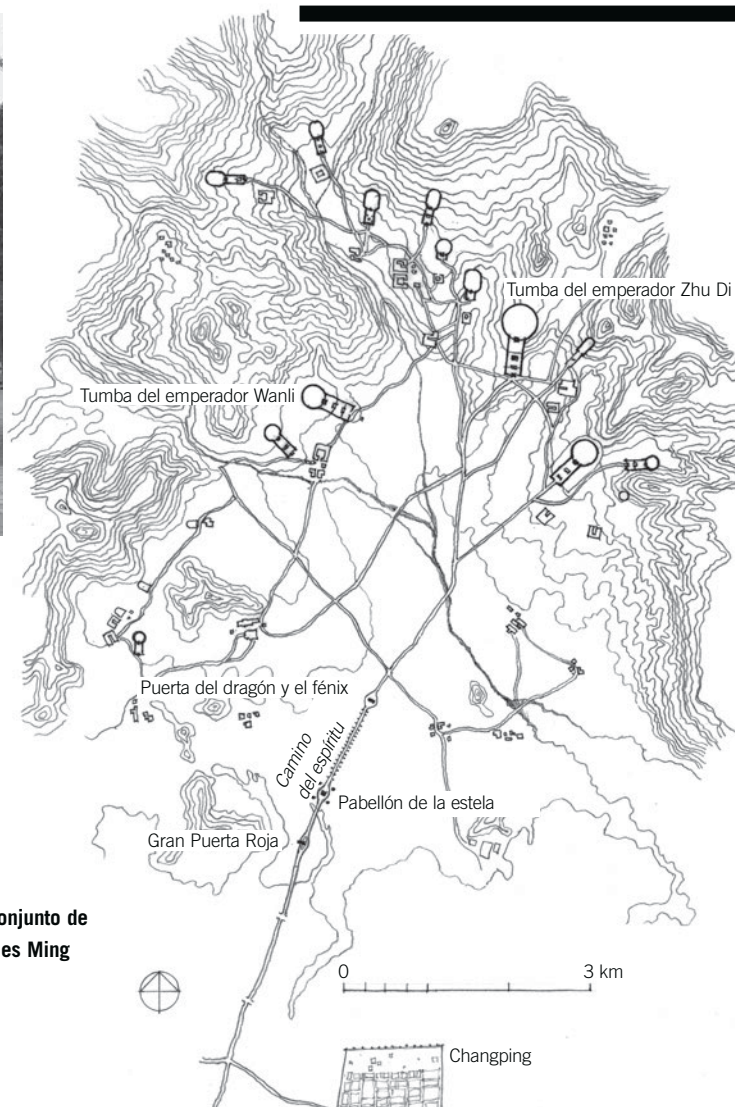 Tumba del emperador Zhu Di
Tumba del emperador Wanli
Puerta del dragón y el fénix
Camino
del espíritu
Pabellón de la estela
Gran Puerta Roja
onjunto de
es Ming
0
3 km
Changping